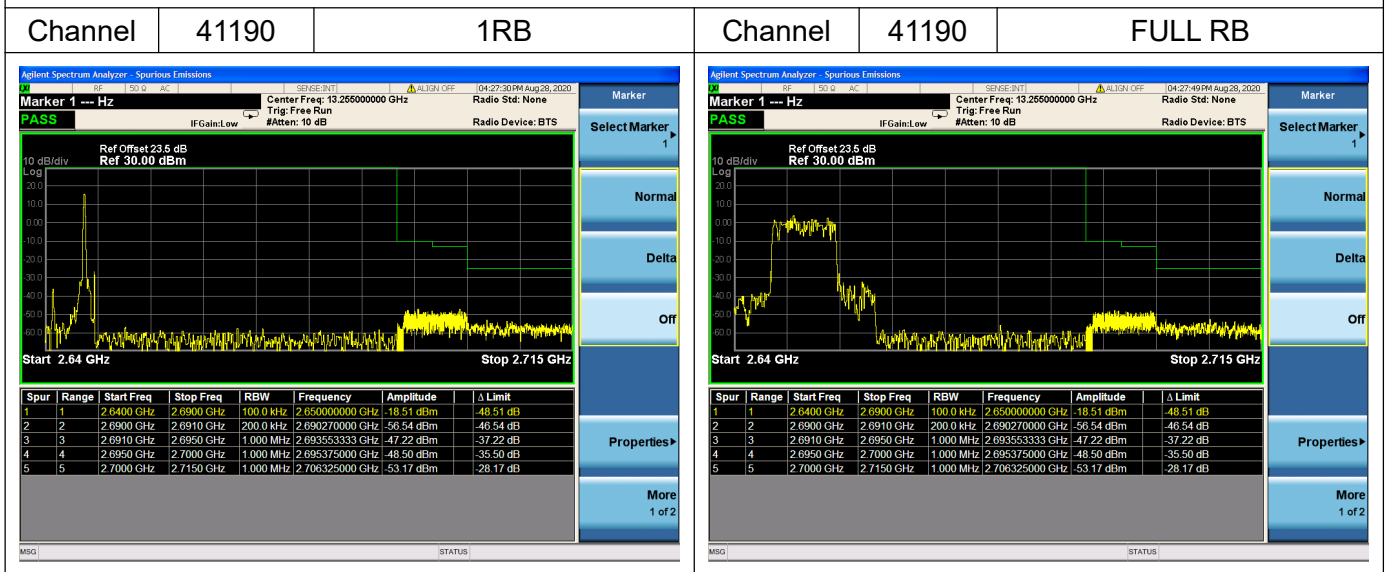 Channel 41190 1RB Channel 41190 FULL RB
Agilent Spectrum Analyzer - Spurious Emissions
LXI RF 50 Ω AC SENSE:INT ALIGN OFF 04:27:30 PM Aug 28, 2020
Marker 1 --- Hz
Center Freq: 13.255000000 GHz
Radio Std: None
Trig: Free Run
PASS
IFGain:Low
#Atten: 10 dB
Radio Device: BTS
Ref Offset 23.5 dB
10 dB/div Ref 30.00 dBm
Log
20.0
10.0
0.00
-10.0
-20.0
-30.0
-40.0
-50.0
-60.0
Start 2.64 GHz Stop 2.715 GHz
Spur Range Start Freq Stop Freq RBW Frequency Amplitude Δ Limit
1 1 2.6400 GHz 2.6900 GHz 100.0 kHz 2.650000000 GHz -18.51 dBm -48.51 dB
2 2 2.6900 GHz 2.6910 GHz 200.0 kHz 2.690270000 GHz -56.54 dBm -46.54 dB
3 3 2.6910 GHz 2.6950 GHz 1.000 MHz 2.693553333 GHz -47.22 dBm -37.22 dB
4 4 2.6950 GHz 2.7000 GHz 1.000 MHz 2.695375000 GHz -48.50 dBm -35.50 dB
5 5 2.7000 GHz 2.7150 GHz 1.000 MHz 2.706325000 GHz -53.17 dBm -28.17 dB
MSG STATUS
Marker
Select Marker
1
Normal
Delta
Off
Properties
More
1 of 2
Agilent Spectrum Analyzer - Spurious Emissions
LXI RF 50 Ω AC SENSE:INT ALIGN OFF 04:27:49 PM Aug 28, 2020
Marker 1 --- Hz
Center Freq: 13.255000000 GHz
Radio Std: None
Trig: Free Run
PASS
IFGain:Low
#Atten: 10 dB
Radio Device: BTS
Ref Offset 23.5 dB
10 dB/div Ref 30.00 dBm
Log
20.0
10.0
0.00
-10.0
-20.0
-30.0
-40.0
-50.0
-60.0
Start 2.64 GHz Stop 2.715 GHz
Spur Range Start Freq Stop Freq RBW Frequency Amplitude Δ Limit
1 1 2.6400 GHz 2.6900 GHz 100.0 kHz 2.650000000 GHz -18.51 dBm -48.51 dB
2 2 2.6900 GHz 2.6910 GHz 200.0 kHz 2.690270000 GHz -56.54 dBm -46.54 dB
3 3 2.6910 GHz 2.6950 GHz 1.000 MHz 2.693553333 GHz -47.22 dBm -37.22 dB
4 4 2.6950 GHz 2.7000 GHz 1.000 MHz 2.695375000 GHz -48.50 dBm -35.50 dB
5 5 2.7000 GHz 2.7150 GHz 1.000 MHz 2.706325000 GHz -53.17 dBm -28.17 dB
MSG STATUS
Marker
Select Marker
1
Normal
Delta
Off
Properties
More
1 of 2